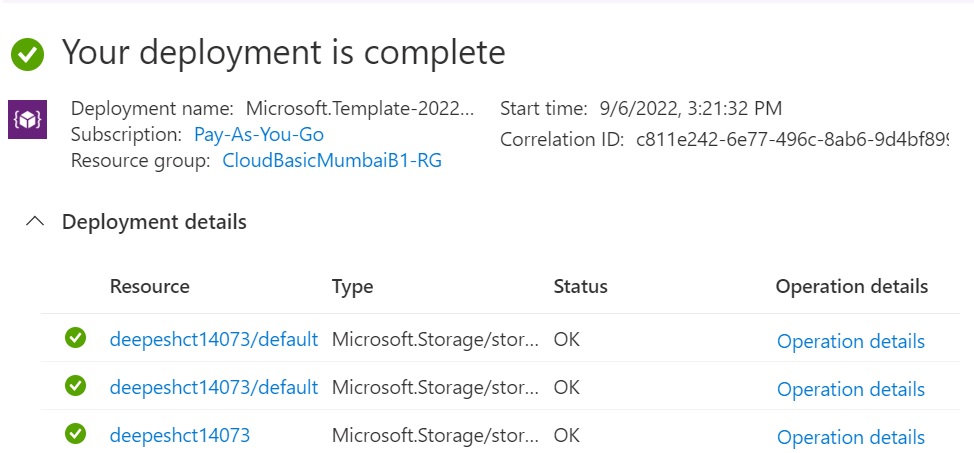 Your deployment is complete
Deployment name: Microsoft.Template-2022...
Start time: 9/6/2022, 3:21:32 PM
Subscription: Pay-As-You-Go
Correlation ID: c811e242-6e77-496c-8ab6-9d4bf899
Resource group: CloudBasicMumbaiB1-RG
Deployment details
Resource Type Status Operation details
deepeshct14073/default Microsoft.Storage/stor... OK Operation details
deepeshct14073/default Microsoft.Storage/stor... OK Operation details
deepeshct14073 Microsoft.Storage/stor... OK Operation details